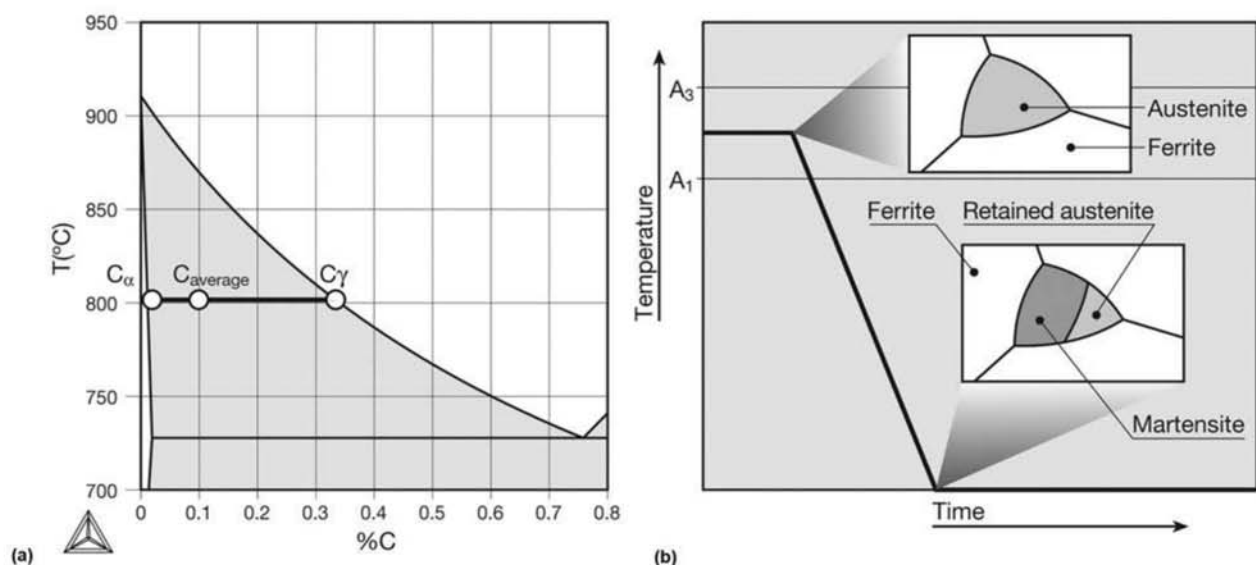 950
900
850
800
750
700
T(°C)
Cα
Caverage
Cγ
0
0.1
0.2
0.3
0.4
0.5
0.6
0.7
0.8
%C
(a)
Temperature
A3
A1
Austenite
Ferrite
Ferrite
Retained austenite
Martensite
Time
(b)